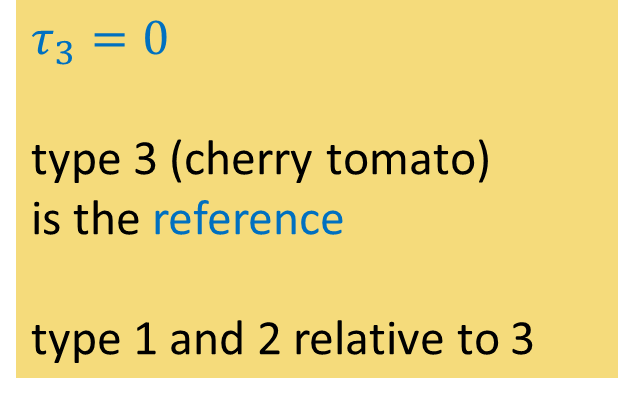 τ₃ = 0
type 3 (cherry tomato)
is the reference
type 1 and 2 relative to 3